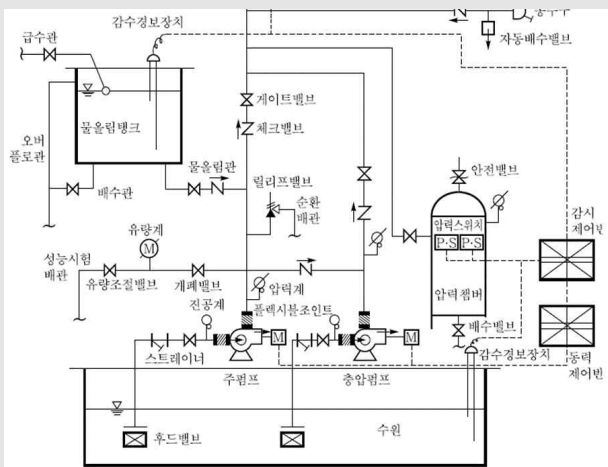 감수경보장치
급수관
자동배수밸브
게이트밸브
체크밸브
물올림탱크
오버
플로관
물올림관
배수관
릴리프밸브
순환
배관
안전밸브
압력스위치
P·S
P·S
감시
압력챔버
유량계
M
성능시험
배관
유량조절밸브
개폐밸브
압력계
진공계
플렉시블조인트
배수밸브
스트레이너
M
M
감수경보장치
동력
주펌프
충압펌프
후드밸브
수원